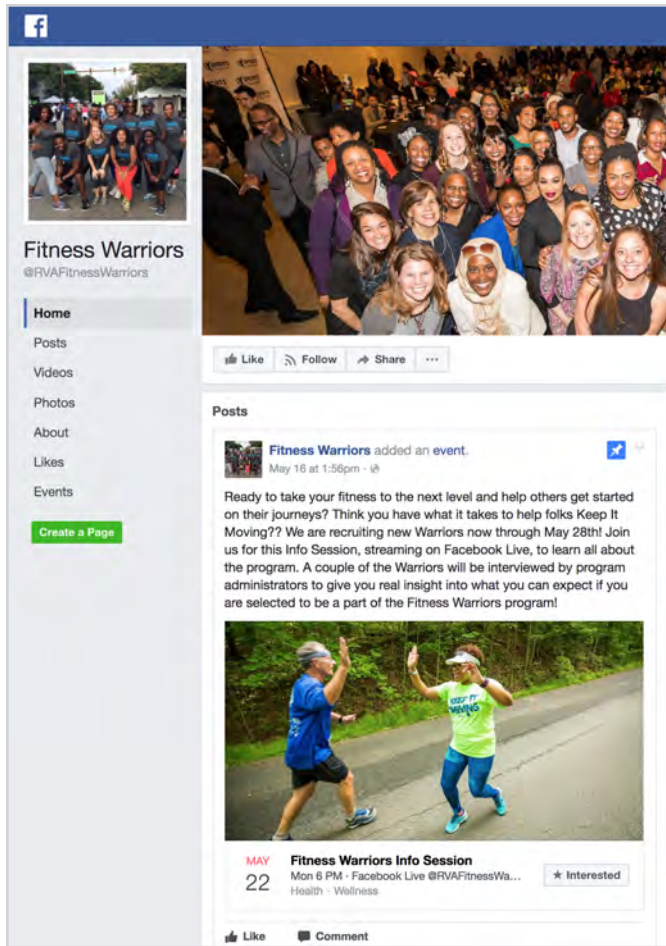 f
Fitness Warriors
@RVAFitnessWarriors
Home
Posts
Videos
Photos
About
Likes
Events
Create a Page
Like
Follow
Share
Posts
Fitness Warriors added an event.
May 16 at 1:56pm ·
Ready to take your fitness to the next level and help others get started
on their journeys? Think you have what it takes to help folks Keep It
Moving?? We are recruiting new Warriors now through May 28th! Join
us for this Info Session, streaming on Facebook Live, to learn all about
the program. A couple of the Warriors will be interviewed by program
administrators to give you real insight into what you can expect if you
are selected to be a part of the Fitness Warriors program!
KEEP IT
MOVING
MAY
22
Fitness Warriors Info Session
Mon 6 PM · Facebook Live @RVAFitnessWa...
Health · Wellness
Interested
Like
Comment